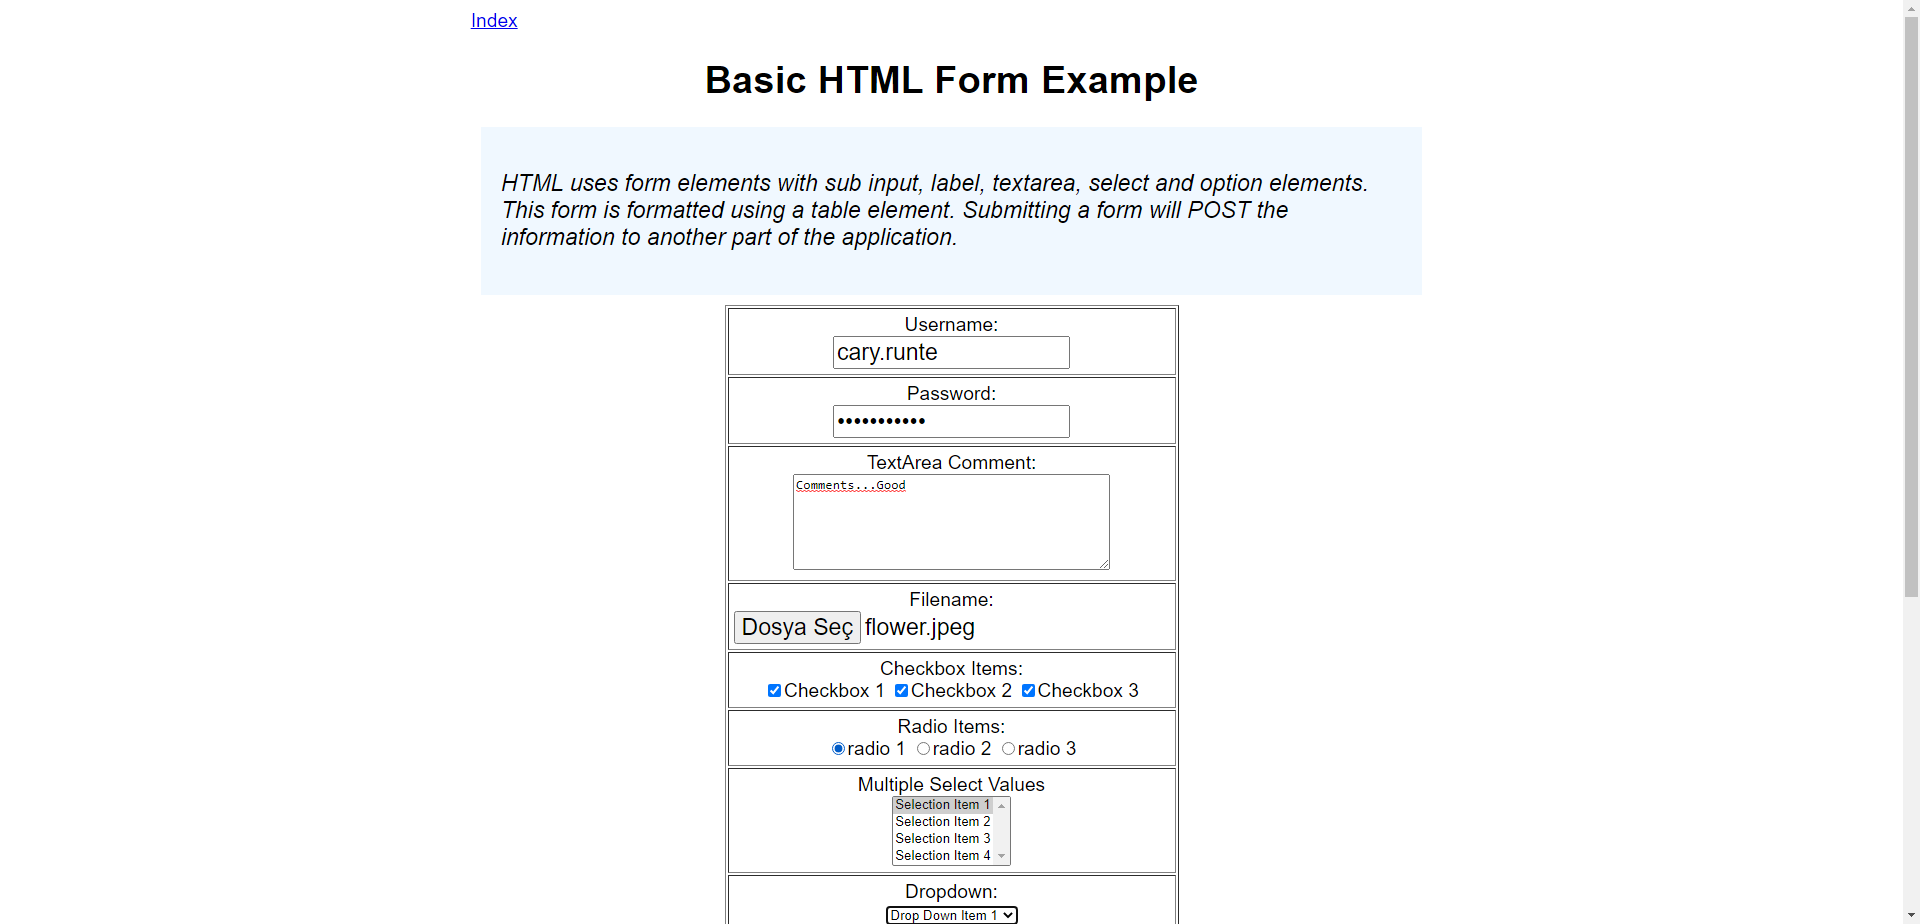 Index
Basic HTML Form Example
HTML uses form elements with sub input, label, textarea, select and option elements.
This form is formatted using a table element. Submitting a form will POST the
information to another part of the application.
Username:
cary.runte
Password:
•••••••••••
TextArea Comment:
Comments...Good
Filename:
Dosya Seç flower.jpeg
Checkbox Items:
Checkbox 1 Checkbox 2 Checkbox 3
Radio Items:
radio 1 radio 2 radio 3
Multiple Select Values
Selection Item 1
Selection Item 2
Selection Item 3
Selection Item 4
Dropdown:
Drop Down Item 1